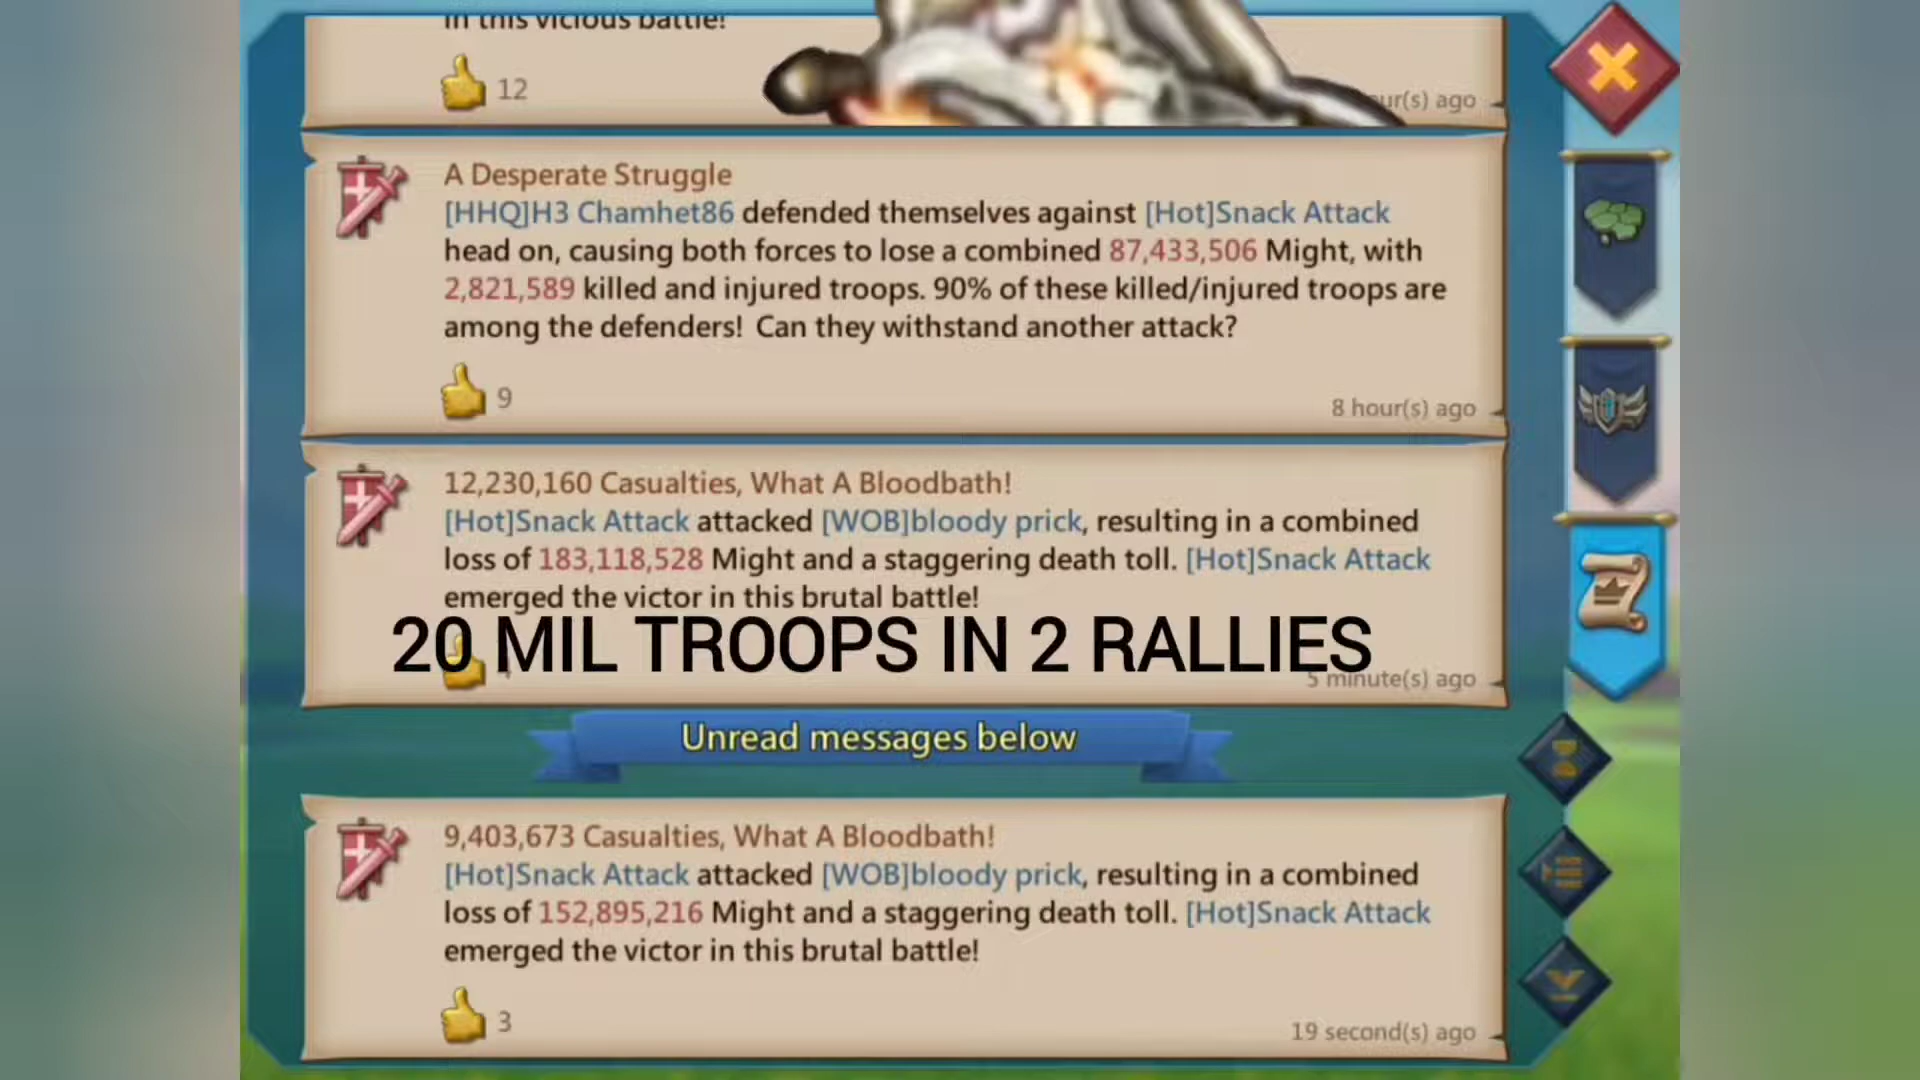 in this vicious battle!
12
ur(s) ago
A Desperate Struggle
[HHQ]H3 Chamhet86 defended themselves against [Hot]Snack Attack
head on, causing both forces to lose a combined 87,433,506 Might, with
2,821,589 killed and injured troops. 90% of these killed/injured troops are
among the defenders! Can they withstand another attack?
9
8 hour(s) ago
12,230,160 Casualties, What A Bloodbath!
[Hot]Snack Attack attacked [WOB]bloody prick, resulting in a combined
loss of 183,118,528 Might and a staggering death toll. [Hot]Snack Attack
emerged the victor in this brutal battle!
20 MIL TROOPS IN 2 RALLIES
5 minute(s) ago
Unread messages below
9,403,673 Casualties, What A Bloodbath!
[Hot]Snack Attack attacked [WOB]bloody prick, resulting in a combined
loss of 152,895,216 Might and a staggering death toll. [Hot]Snack Attack
emerged the victor in this brutal battle!
3
19 second(s) ago